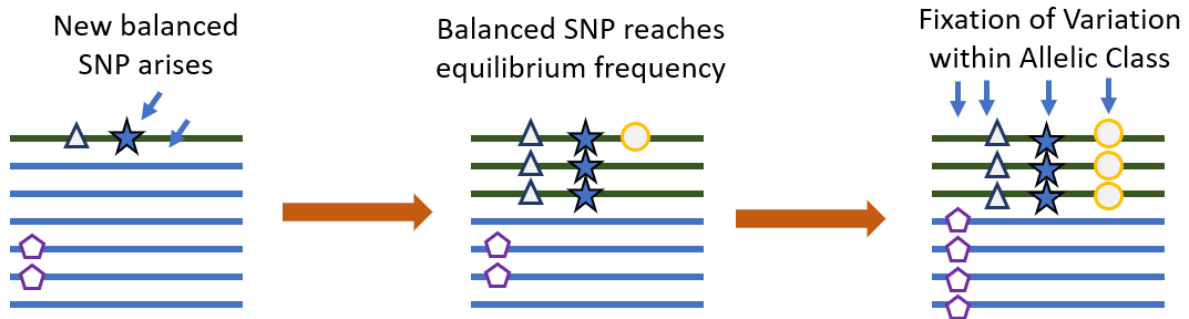 New balanced
SNP arises
Balanced SNP reaches
equilibrium frequency
Fixation of Variation
within Allelic Class